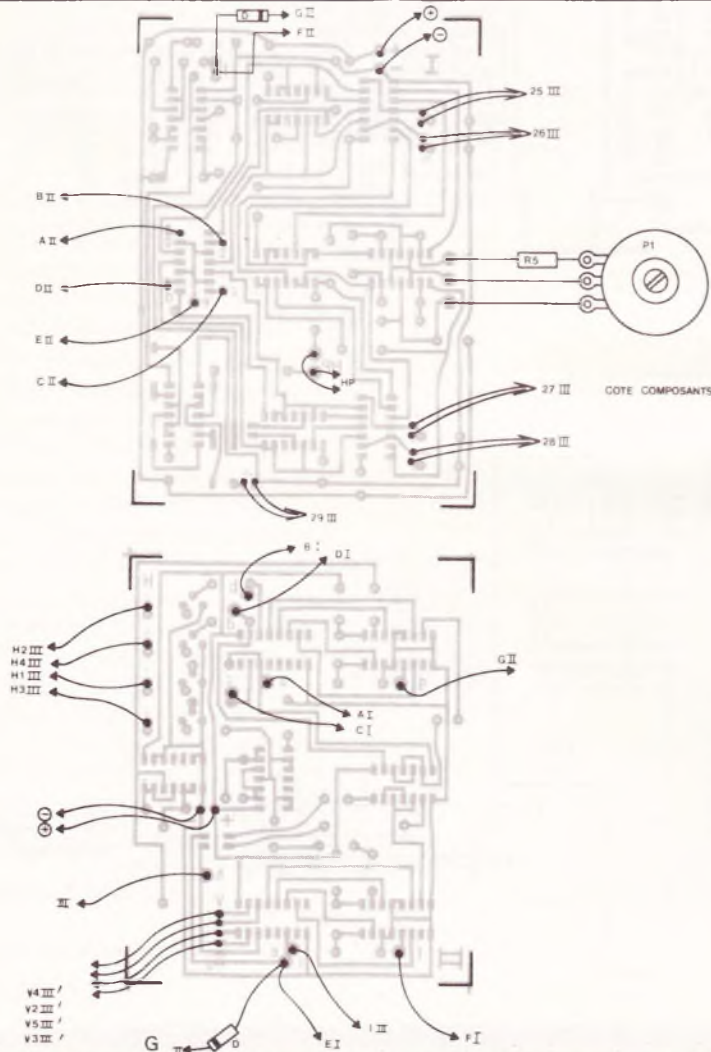 D
G II
F II
⊕
⊖
I
25 III
26 III
B II
A II
D II
E II
C II
R5
P1
HP
27 III
COTE COMPOSANTS
28 III
29 III
B I
D I
H
H2 III
H4 III
H1 III
H3 III
G II
A I
C I
⊖
⊕
III
V4 III'
V2 III'
V5 III'
V3 III'
I III
F I
E I
G II
D
II